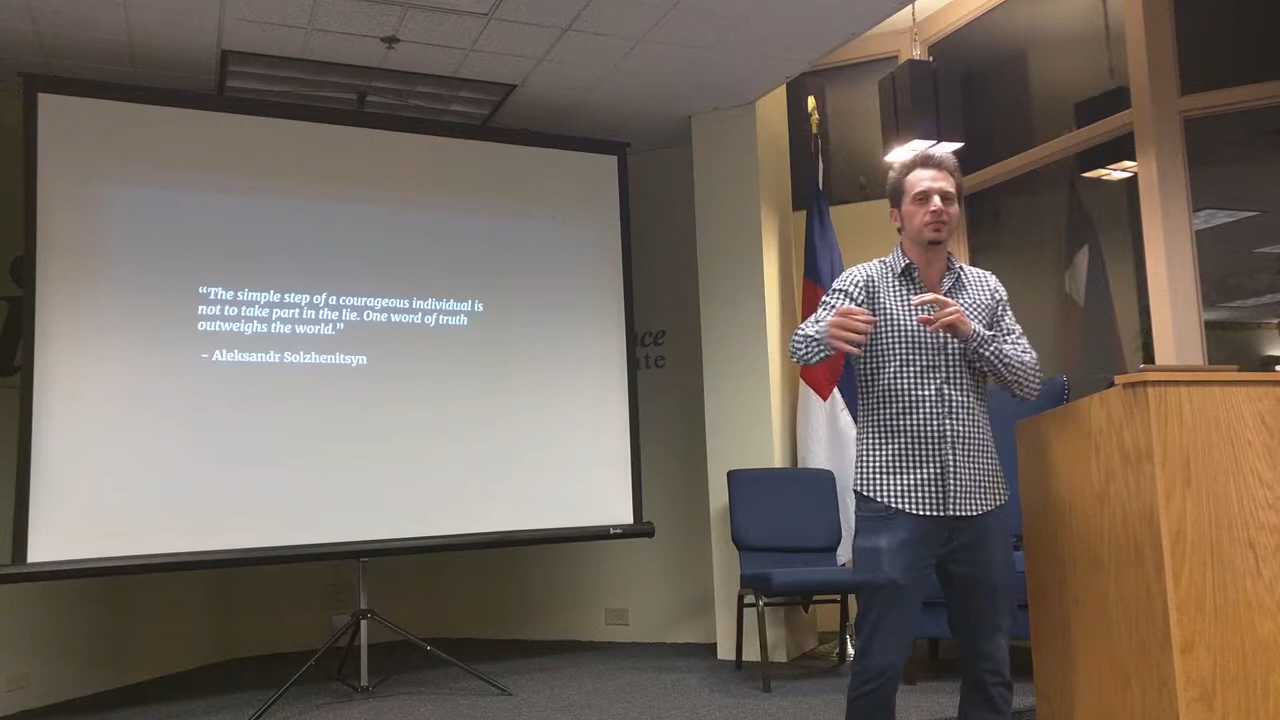 “The simple step of a courageous individual is
not to take part in the lie. One word of truth
outweighs the world.”
– Aleksandr Solzhenitsyn